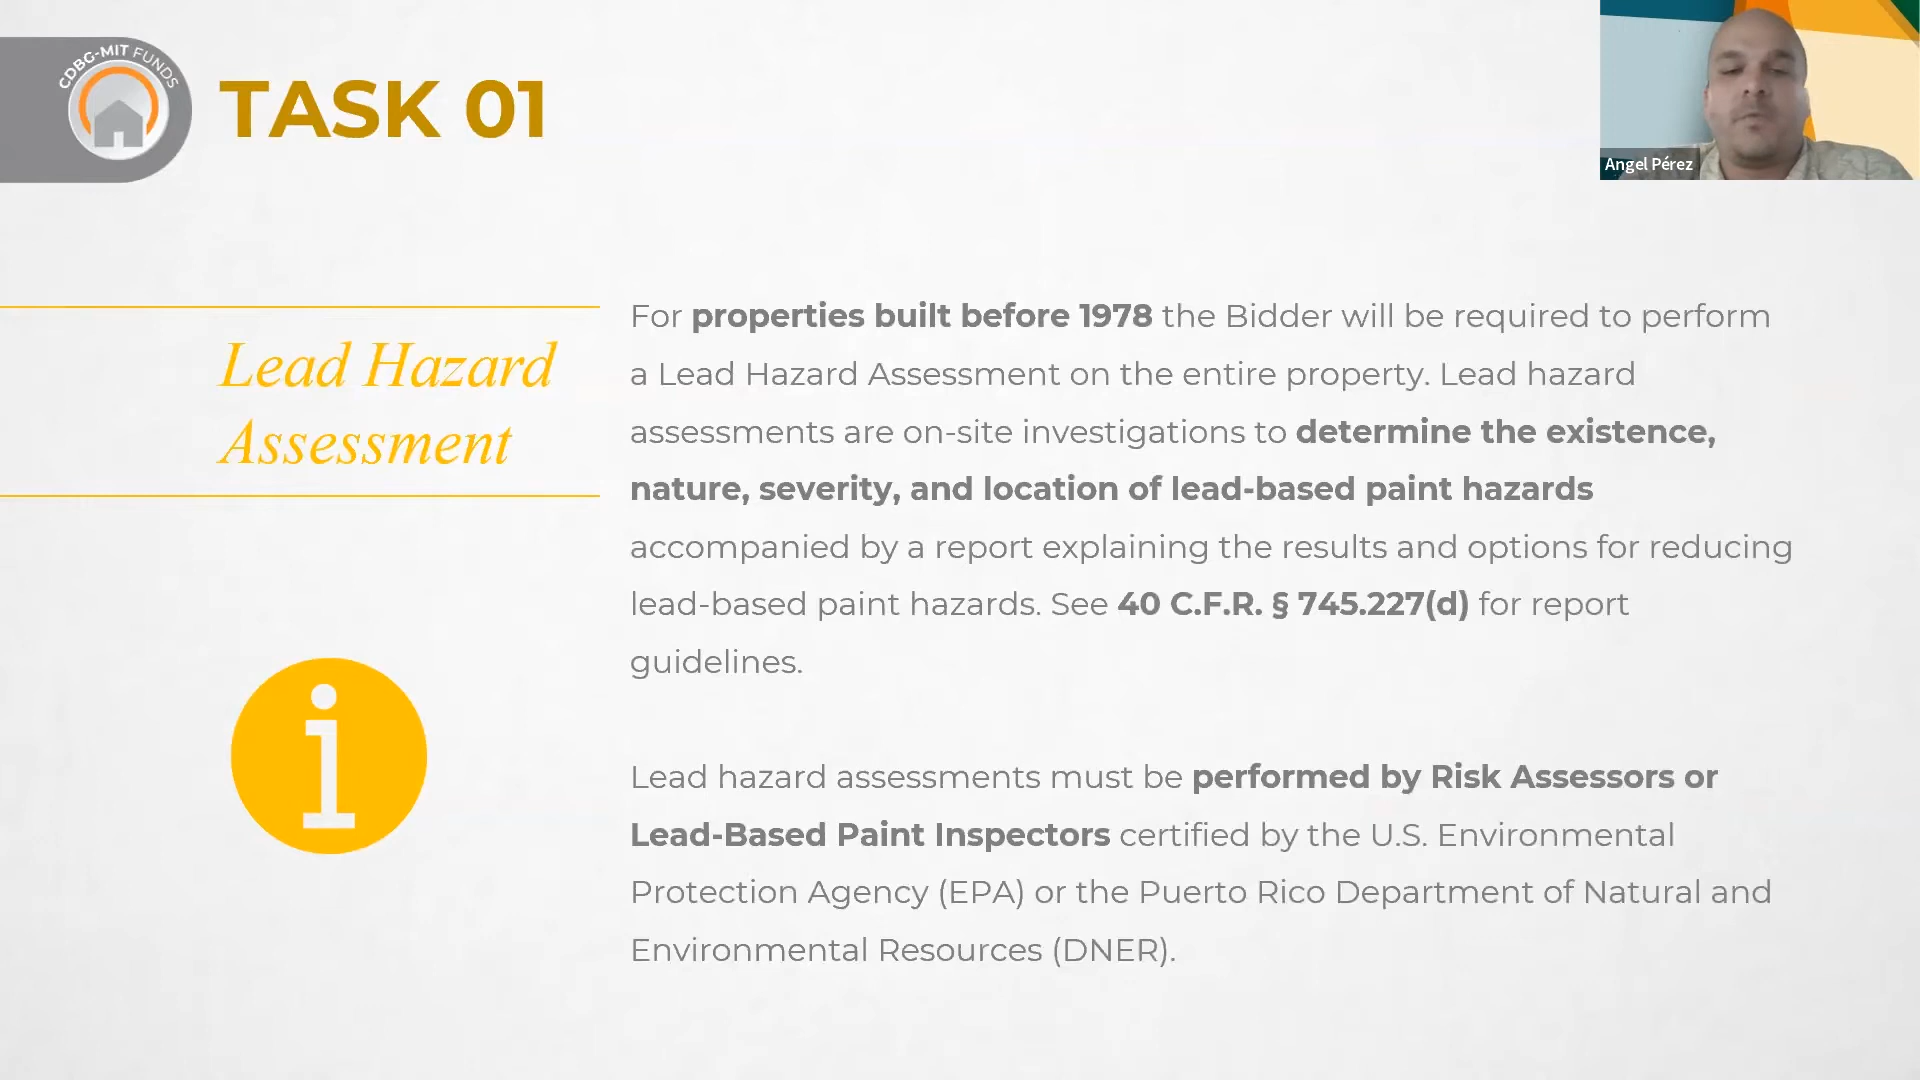 CDBG-MIT FUNDS
TASK 01
Angel Pérez
Lead Hazard
Assessment
For properties built before 1978 the Bidder will be required to perform
a Lead Hazard Assessment on the entire property. Lead hazard
assessments are on-site investigations to determine the existence,
nature, severity, and location of lead-based paint hazards
accompanied by a report explaining the results and options for reducing
lead-based paint hazards. See 40 C.F.R. § 745.227(d) for report
guidelines.
Lead hazard assessments must be performed by Risk Assessors or
Lead-Based Paint Inspectors certified by the U.S. Environmental
Protection Agency (EPA) or the Puerto Rico Department of Natural and
Environmental Resources (DNER).